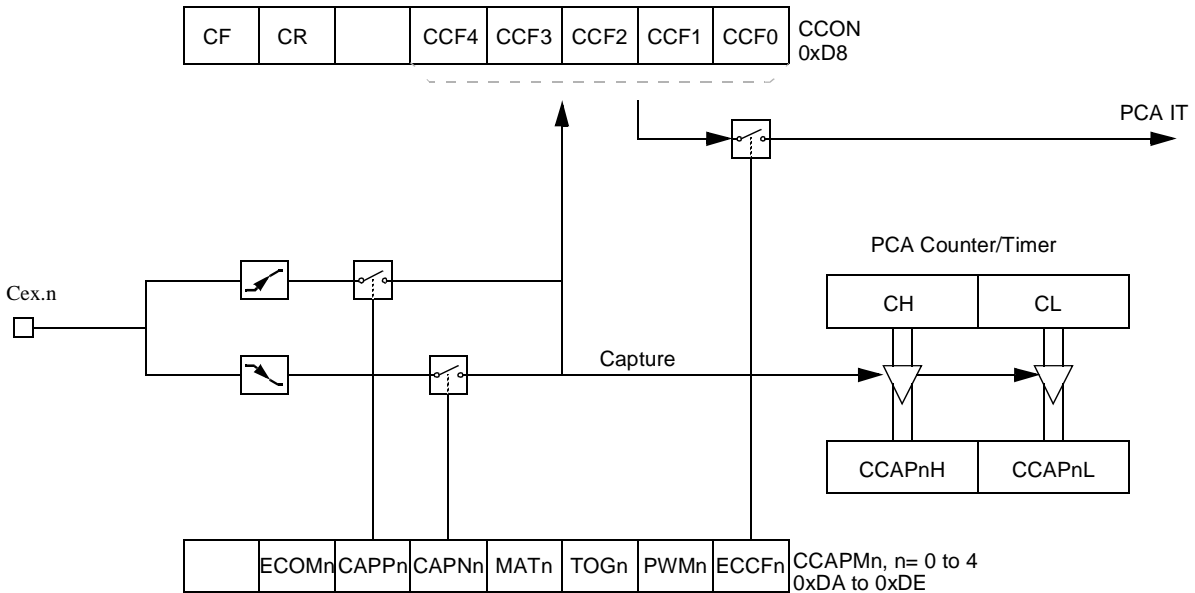 CF CR CCF4 CCF3 CCF2 CCF1 CCF0 CCON
0xD8
PCA IT
PCA Counter/Timer
Cex.n
CH CL
Capture
CCAPnH CCAPnL
ECOMn CAPPn CAPNn MATn TOGn PWMn ECCFn CCAPMn, n= 0 to 4
0xDA to 0xDE